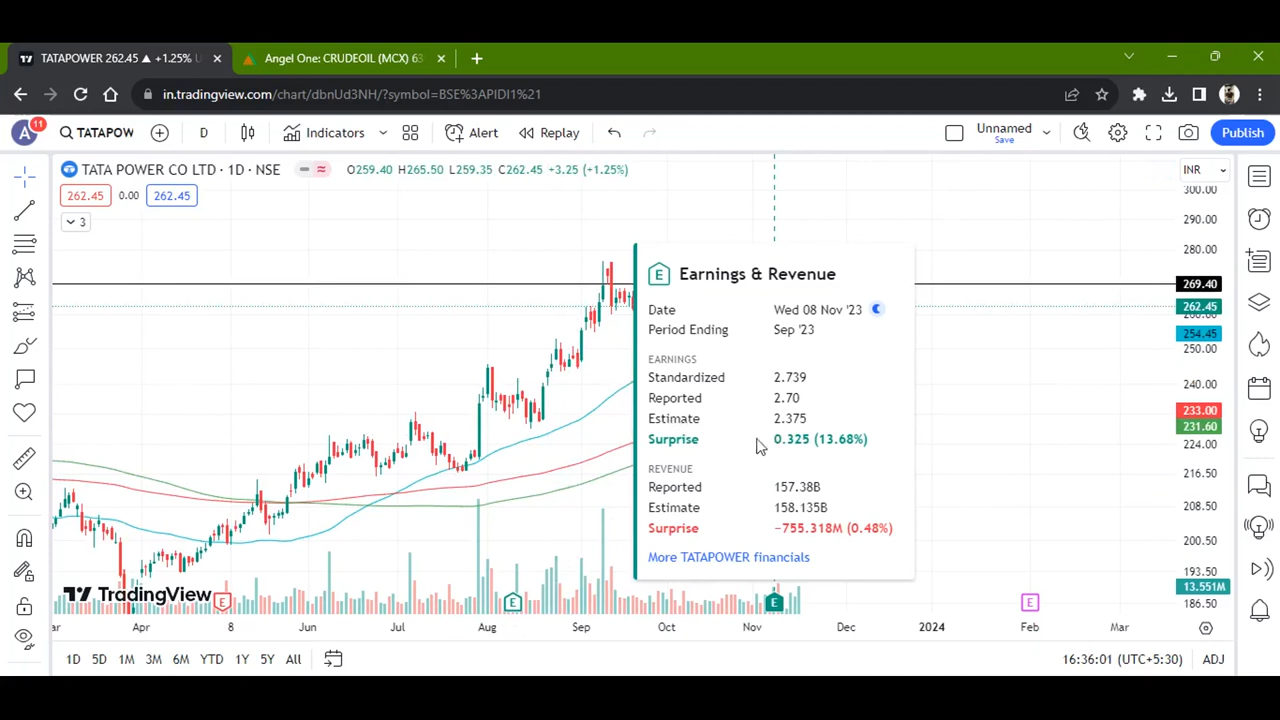 TATAPOWER 262.45 ▲ +1.25% U
Angel One: CRUDEOIL (MCX) 63
in.tradingview.com/chart/dbnUd3NH/?symbol=BSE%3APIDI1%21
A
11
TATAPOW
D
Indicators
Alert
Replay
Unnamed
Save
Publish
TATA POWER CO LTD · 1D · NSE
O259.40 H265.50 L259.35 C262.45 +3.25 (+1.25%)
INR
262.45 0.00 262.45
3
300.00
290.00
280.00
269.40
262.45
260.00
254.45
250.00
240.00
233.00
231.60
224.00
216.50
208.50
200.50
193.50
13.551M
186.50
E Earnings & Revenue
Date Wed 08 Nov '23
Period Ending Sep '23
EARNINGS
Standardized 2.739
Reported 2.70
Estimate 2.375
Surprise 0.325 (13.68%)
REVENUE
Reported 157.38B
Estimate 158.135B
Surprise −755.318M (0.48%)
More TATAPOWER financials
TradingView
E E E E
ar Apr 8 Jun Jul Aug Sep Oct Nov Dec 2024 Feb Mar
1D 5D 1M 3M 6M YTD 1Y 5Y All
16:36:01 (UTC+5:30) ADJ